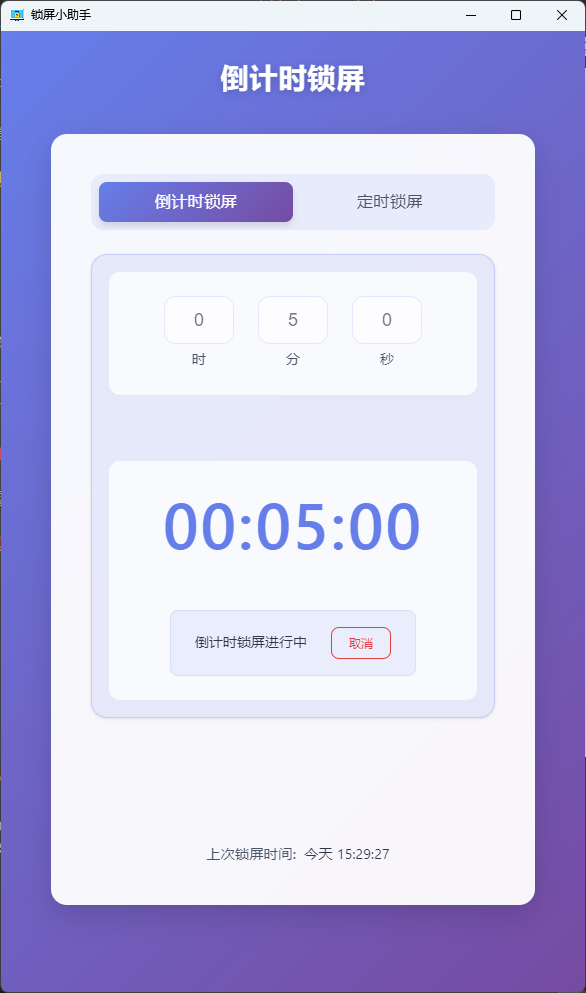 锁屏小助手
倒计时锁屏
倒计时锁屏 定时锁屏
0 5 0
时 分 秒
00:05:00
倒计时锁屏进行中 取消
上次锁屏时间: 今天 15:29:27